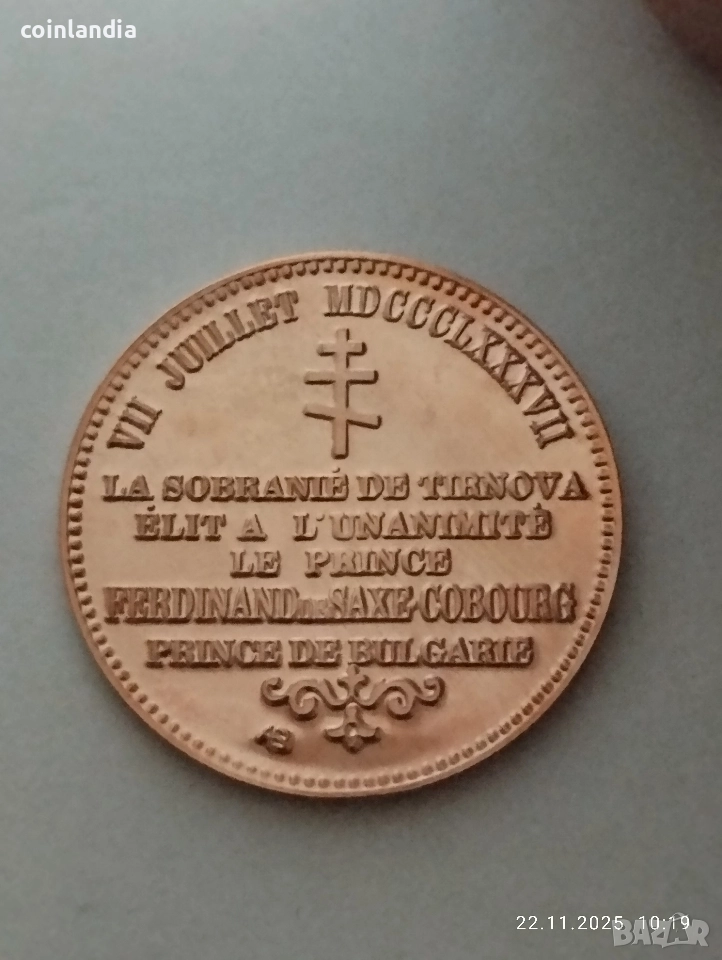 coinlandia
VII JUILLET MDCCCLXXXVII
LA SOBRANIÉ DE TIRNOVA
ÉLIT A L'UNANIMITÉ
LE PRINCE
FERDINAND DE SAXE-COBOURG
PRINCE DE BULGARIE
22.11.2025 10:19
BAZAR